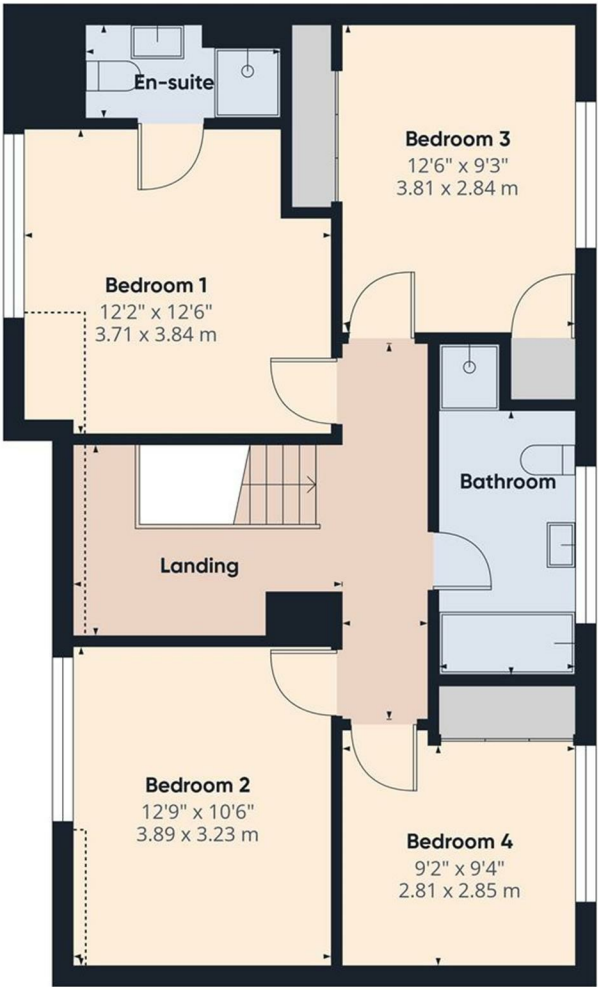 En-suite
Bedroom 3
12'6" x 9'3"
3.81 x 2.84 m
Bedroom 1
12'2" x 12'6"
3.71 x 3.84 m
Bathroom
Landing
Bedroom 2
12'9" x 10'6"
3.89 x 3.23 m
Bedroom 4
9'2" x 9'4"
2.81 x 2.85 m